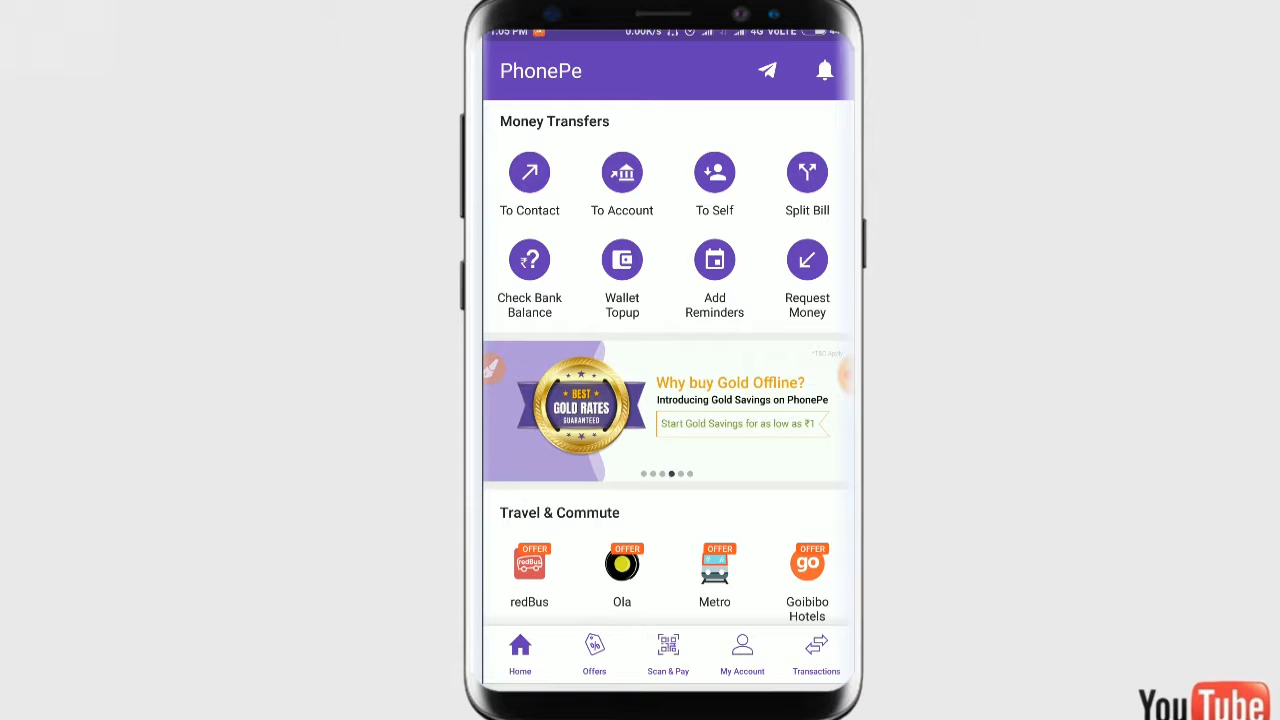 1:05 PM 0.00K/s 4G VoLTE
PhonePe
Money Transfers
To Contact To Account To Self Split Bill
Check Bank Wallet Add Request
Balance Topup Reminders Money
*T&C Apply
Why buy Gold Offline?
Introducing Gold Savings on PhonePe
Start Gold Savings for as low as ₹1
BEST
GOLD RATES
GUARANTEED
Travel & Commute
OFFER OFFER OFFER OFFER
redBus go
redBus Ola Metro Goibibo
Hotels
Home Offers Scan & Pay My Account Transactions
YouTube